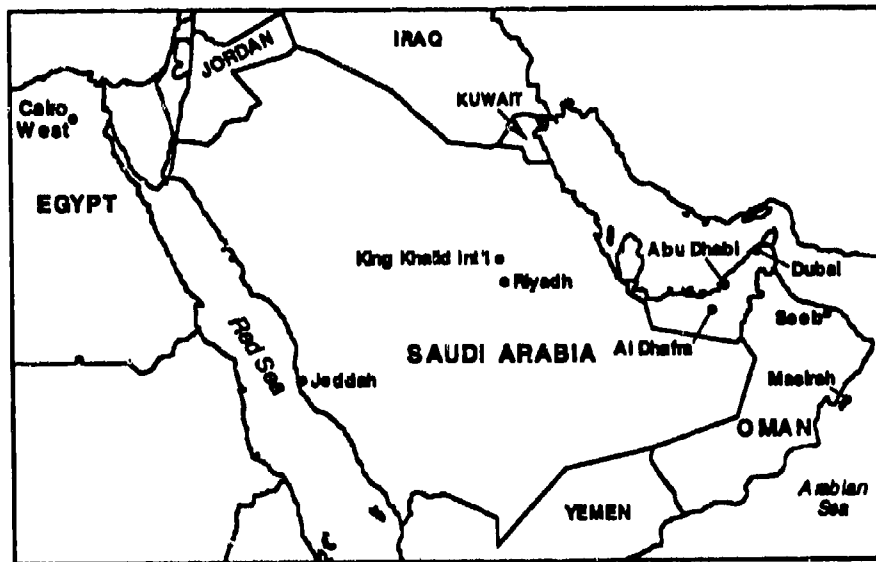 JORDAN
IRAQ
KUWAIT
Cairo
West
EGYPT
King Khalid Int'l
Riyadh
Abu Dhabi
Dubai
Seeb
Red Sea
SAUDI ARABIA
Al Dhafra
Jeddah
Masirah
OMAN
YEMEN
Arabian
Sea